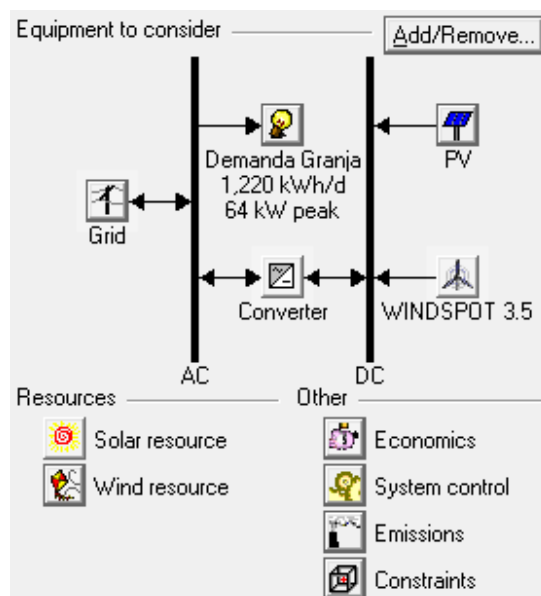 Equipment to consider
Add/Remove...
Demanda Granja
1,220 kWh/d
64 kW peak
PV
Grid
Converter
WINDSPOT 3.5
AC
DC
Resources
Other
Solar resource
Economics
Wind resource
System control
Emissions
Constraints